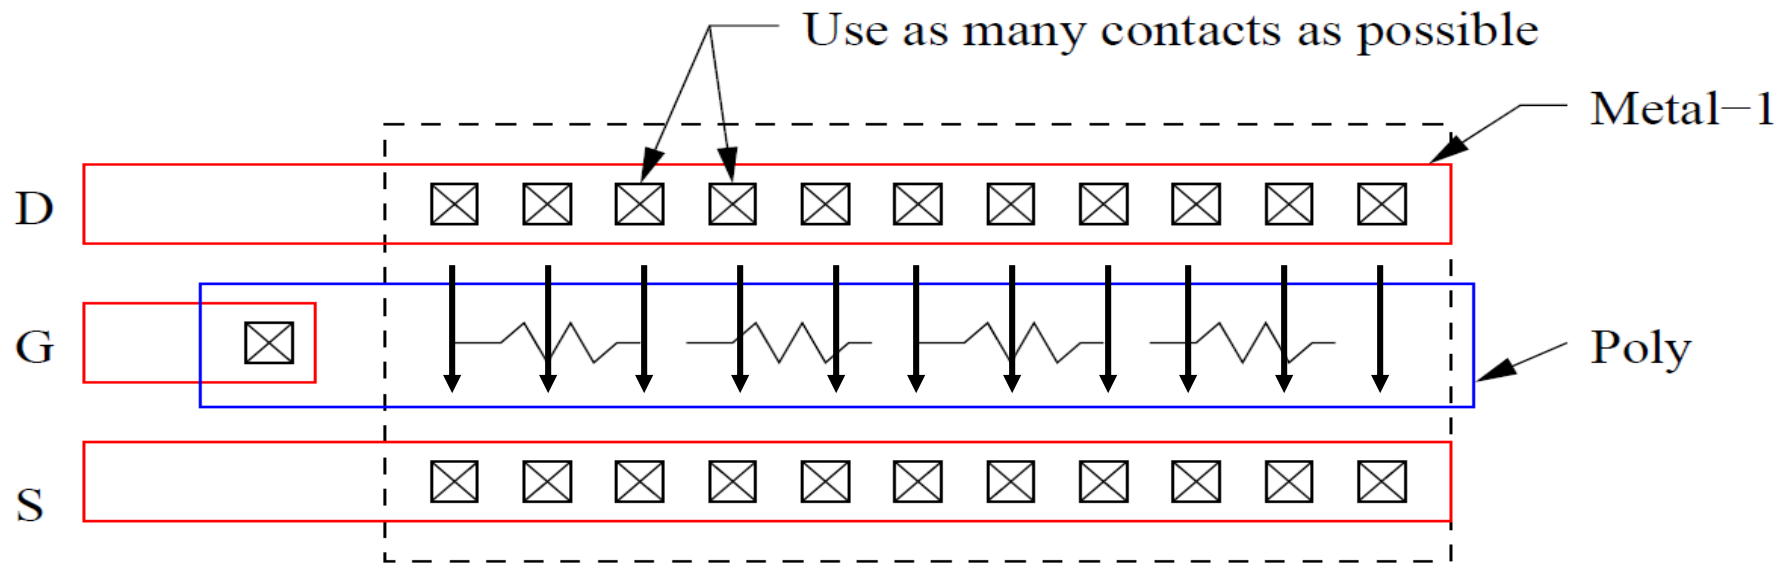 Use as many contacts as possible
Metal−1
D
G
Poly
S